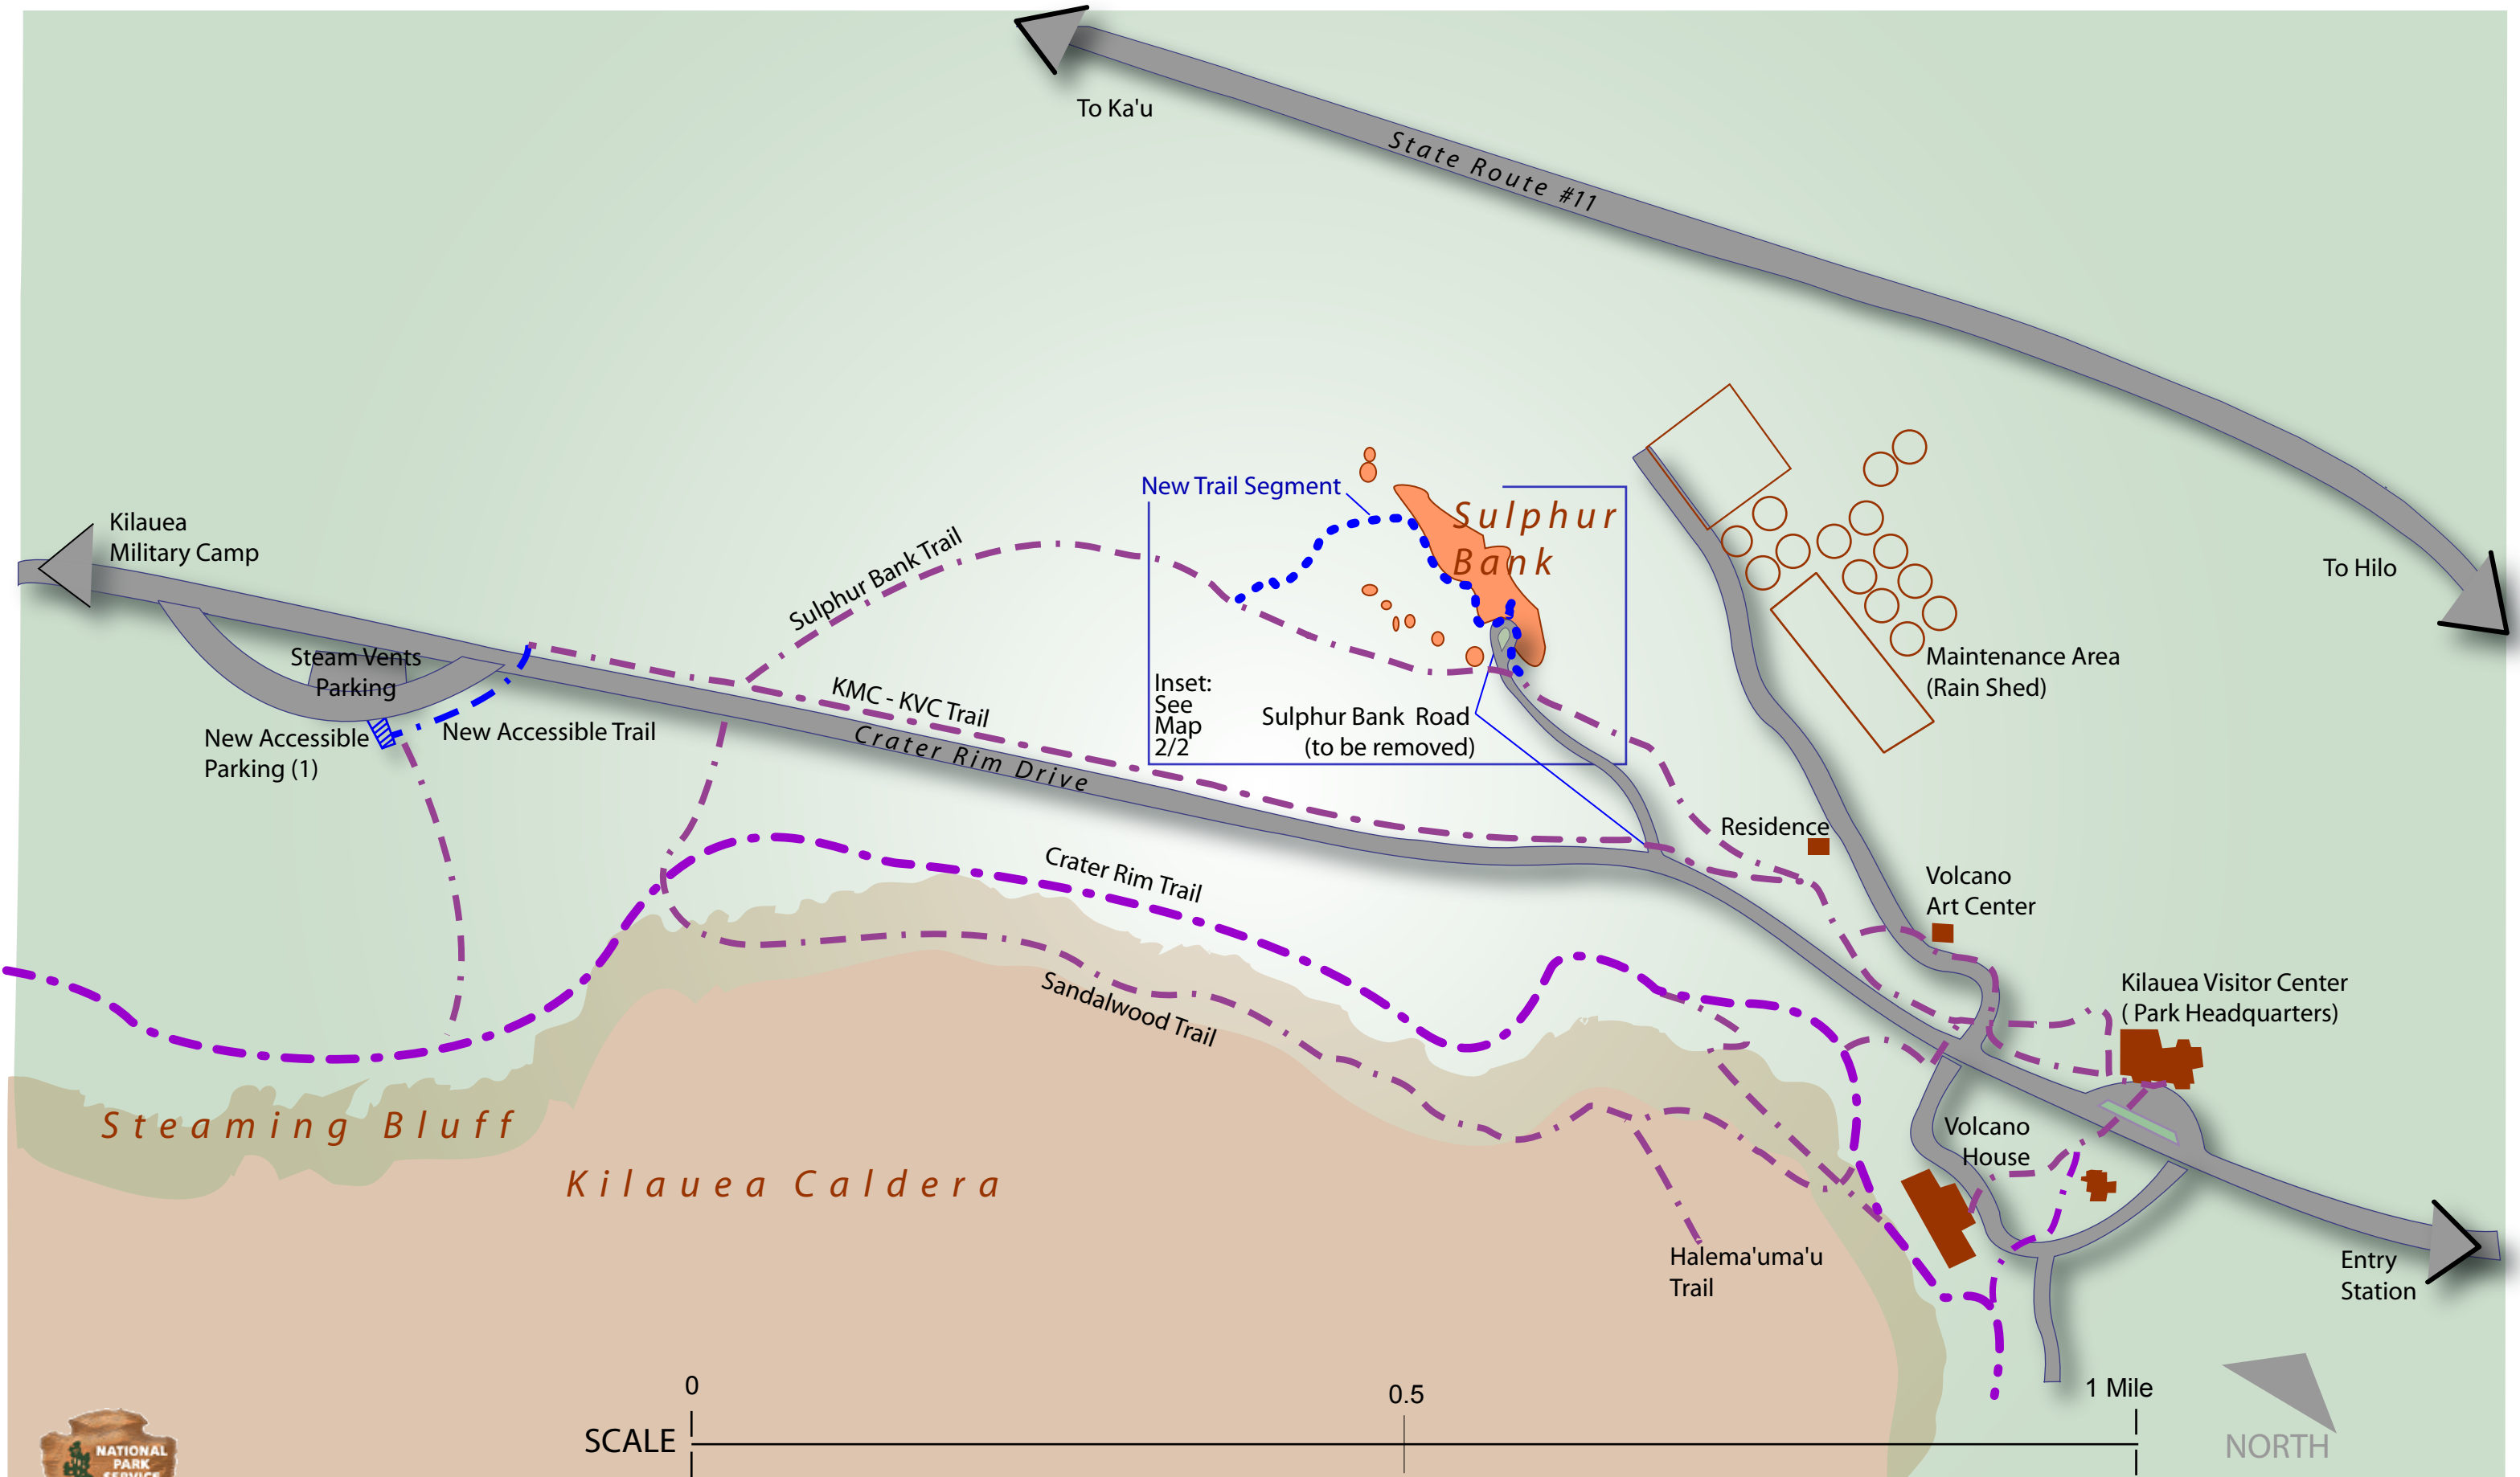 To Ka'u
State Route #11
To Hilo
Kilauea
Military Camp
Steam Vents
Parking
New Accessible
Parking (1)
New Accessible Trail
Sulphur Bank Trail
KMC - KVC Trail
Crater Rim Drive
New Trail Segment
Sulphur
Bank
Inset:
See
Map
2/2
Sulphur Bank Road
(to be removed)
Maintenance Area
(Rain Shed)
Residence
Volcano
Art Center
Kilauea Visitor Center
( Park Headquarters)
Crater Rim Trail
Sandalwood Trail
Volcano
House
Steaming Bluff
Kilauea Caldera
Halema'uma'u
Trail
Entry
Station
0
0.5
1 Mile
SCALE
NORTH
NATIONAL
PARK
SERVICE